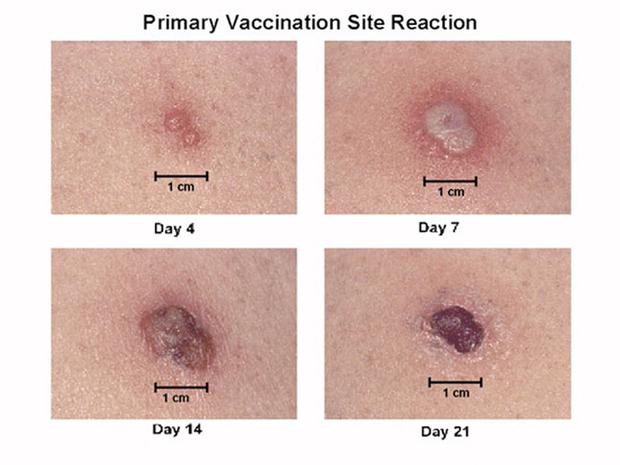 Primary Vaccination Site Reaction
1 cm
1 cm
Day 4
Day 7
1 cm
1 cm
Day 14
Day 21